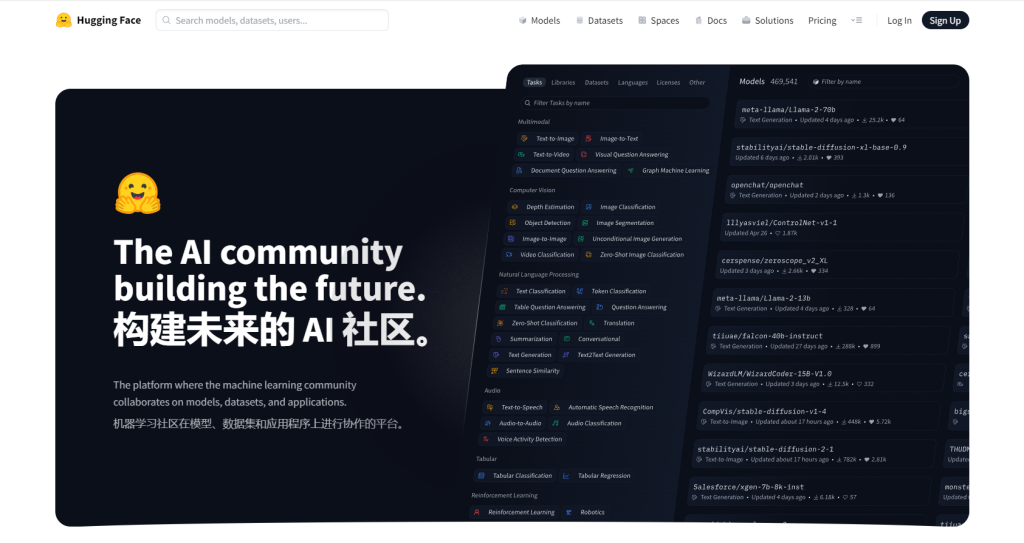 Hugging Face
Search models, datasets, users...
Models
Datasets
Spaces
Docs
Solutions
Pricing
Log In
Sign Up
The AI community
building the future.
构建未来的 AI 社区。
The platform where the machine learning community
collaborates on models, datasets, and applications.
机器学习社区在模型、数据集和应用程序上进行协作的平台。
Tasks Libraries Datasets Languages Licenses Other
Filter Tasks by name
Multimodal
Text-to-Image Image-to-Text
Text-to-Video Visual Question Answering
Document Question Answering Graph Machine Learning
Computer Vision
Depth Estimation Image Classification
Object Detection Image Segmentation
Image-to-Image Unconditional Image Generation
Video Classification Zero-Shot Image Classification
Natural Language Processing
Text Classification Token Classification
Table Question Answering Question Answering
Zero-Shot Classification Translation
Summarization Conversational
Text Generation Text2Text Generation
Sentence Similarity
Audio
Text-to-Speech Automatic Speech Recognition
Audio-to-Audio Audio Classification
Voice Activity Detection
Tabular
Tabular Classification Tabular Regression
Reinforcement Learning
Reinforcement Learning Robotics
Models 469,541 Filter by name
meta-llama/Llama-2-70b
Text Generation • Updated 4 days ago • 25.2k • 64
stabilityai/stable-diffusion-xl-base-0.9
Updated 6 days ago • 2.01k • 393
openchat/openchat
Text Generation • Updated 2 days ago • 1.3k • 136
lllyasviel/ControlNet-v1-1
Updated Apr 26 • 1.87k
cerspense/zeroscope_v2_XL
Updated 3 days ago • 2.66k • 334
meta-llama/Llama-2-13b
Text Generation • Updated 4 days ago • 328 • 64
tiiuae/falcon-40b-instruct
Text Generation • Updated 27 days ago • 288k • 899
WizardLM/WizardCoder-15B-V1.0
Text Generation • Updated 3 days ago • 12.5k • 332
CompVis/stable-diffusion-v1-4
Text-to-Image • Updated about 17 hours ago • 448k • 5.72k
stabilityai/stable-diffusion-2-1
Text-to-Image • Updated about 17 hours ago • 782k • 2.81k
Salesforce/xgen-7b-8k-inst
Text Generation • Updated 4 days ago • 6.18k • 57